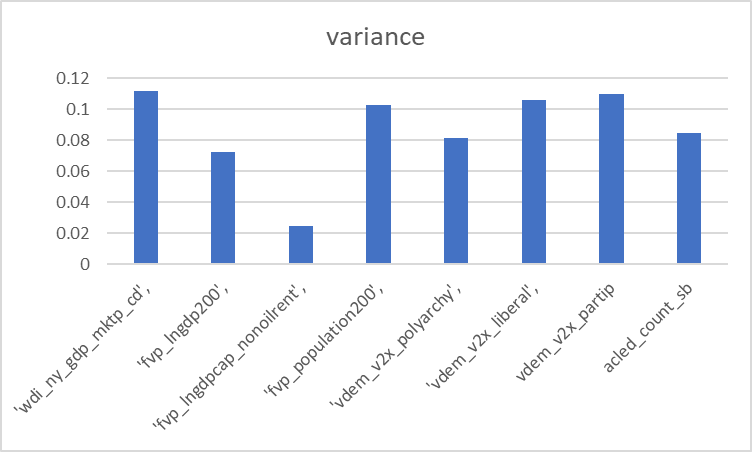 variance
0.12
0.1
0.08
0.06
0.04
0.02
0
'wdi_ny_gdp_mktp_cd',
'fvp_lngdp200',
'fvp_lngdpcap_nonoilrent',
'fvp_population200',
'vdem_v2x_polyarchy',
'vdem_v2x_liberal',
vdem_v2x_partip
acled_count_sb